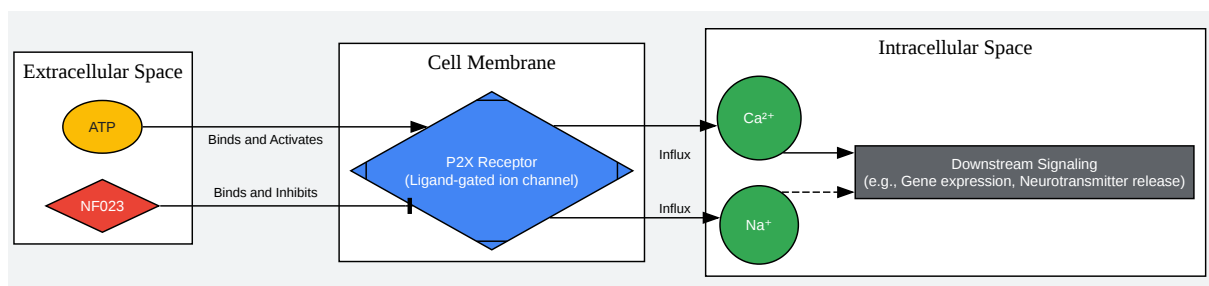 Extracellular Space
ATP
NF023
Binds and Activates
Binds and Inhibits
Cell Membrane
P2X Receptor
(Ligand-gated ion channel)
Influx
Influx
Intracellular Space
Ca²⁺
Na⁺
Downstream Signaling
(e.g., Gene expression, Neurotransmitter release)